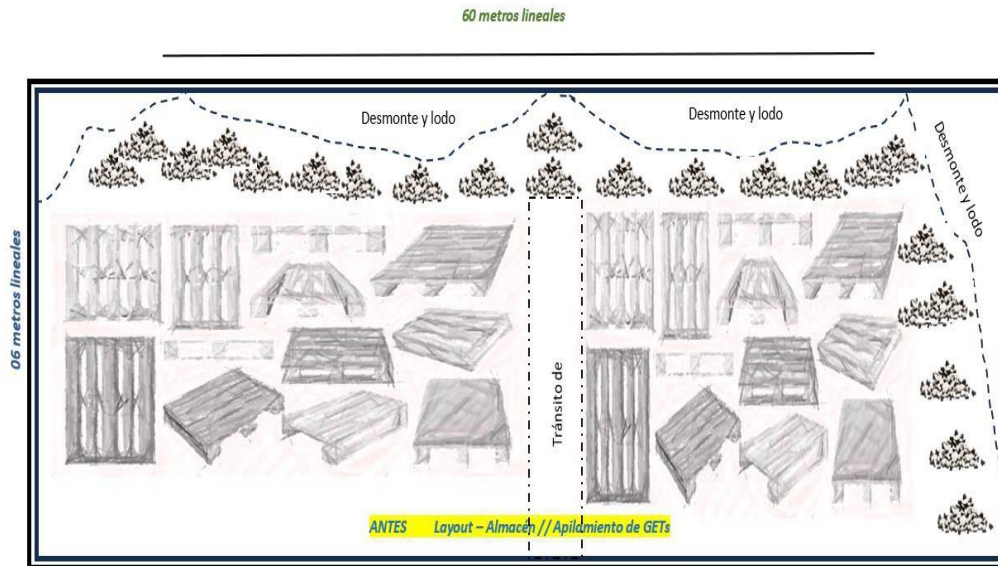 60 metros lineales
Desmonte y lodo
Desmonte y lodo
Desmonte y lodo
06 metros lineales
Tránsito de
ANTES Layout – Almacén // Apilamiento de GETs